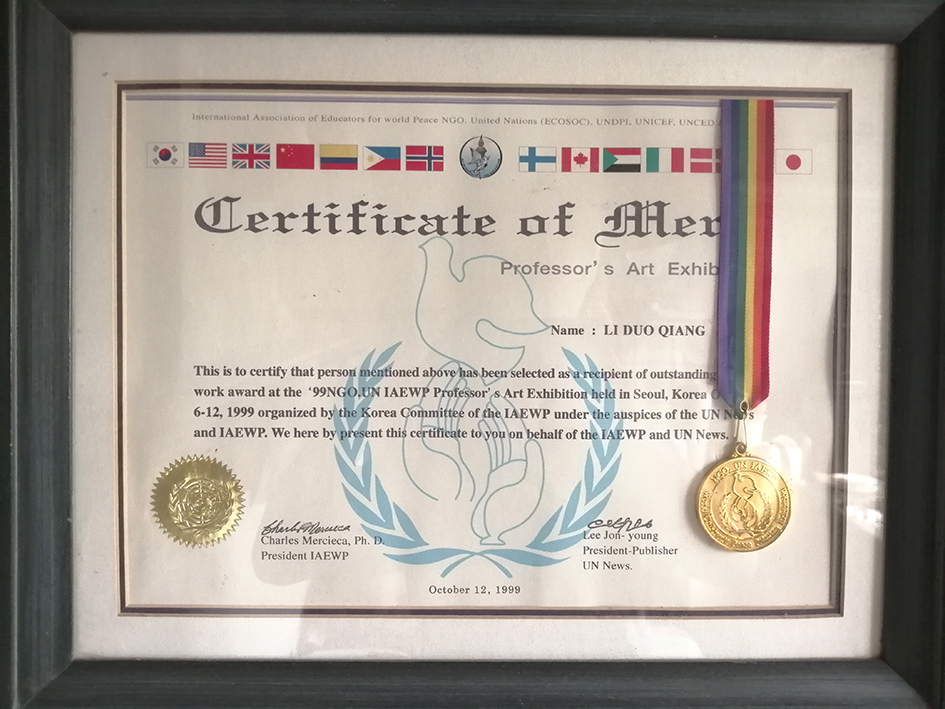 International Association of Educators for world Peace NGO, United Nations (ECOSOC), UNDPI, UNICEF, UNCED
Certificate of Mer
Professor's Art Exhib
Name : LI DUO QIANG
This is to certify that person mentioned above has been selected as a recipient of outstanding
work award at the '99NGO,UN IAEWP Professor's Art Exhibition held in Seoul, Korea O
6-12, 1999 organized by the Korea Committee of the IAEWP under the auspices of the UN News
and IAEWP. We here by present this certificate to you on behalf of the IAEWP and UN News.
Charles Mercieca
Charles Mercieca, Ph. D.
President IAEWP
Lee Jon- young
President-Publisher
UN News.
October 12, 1999
NGO, UN IAEWP